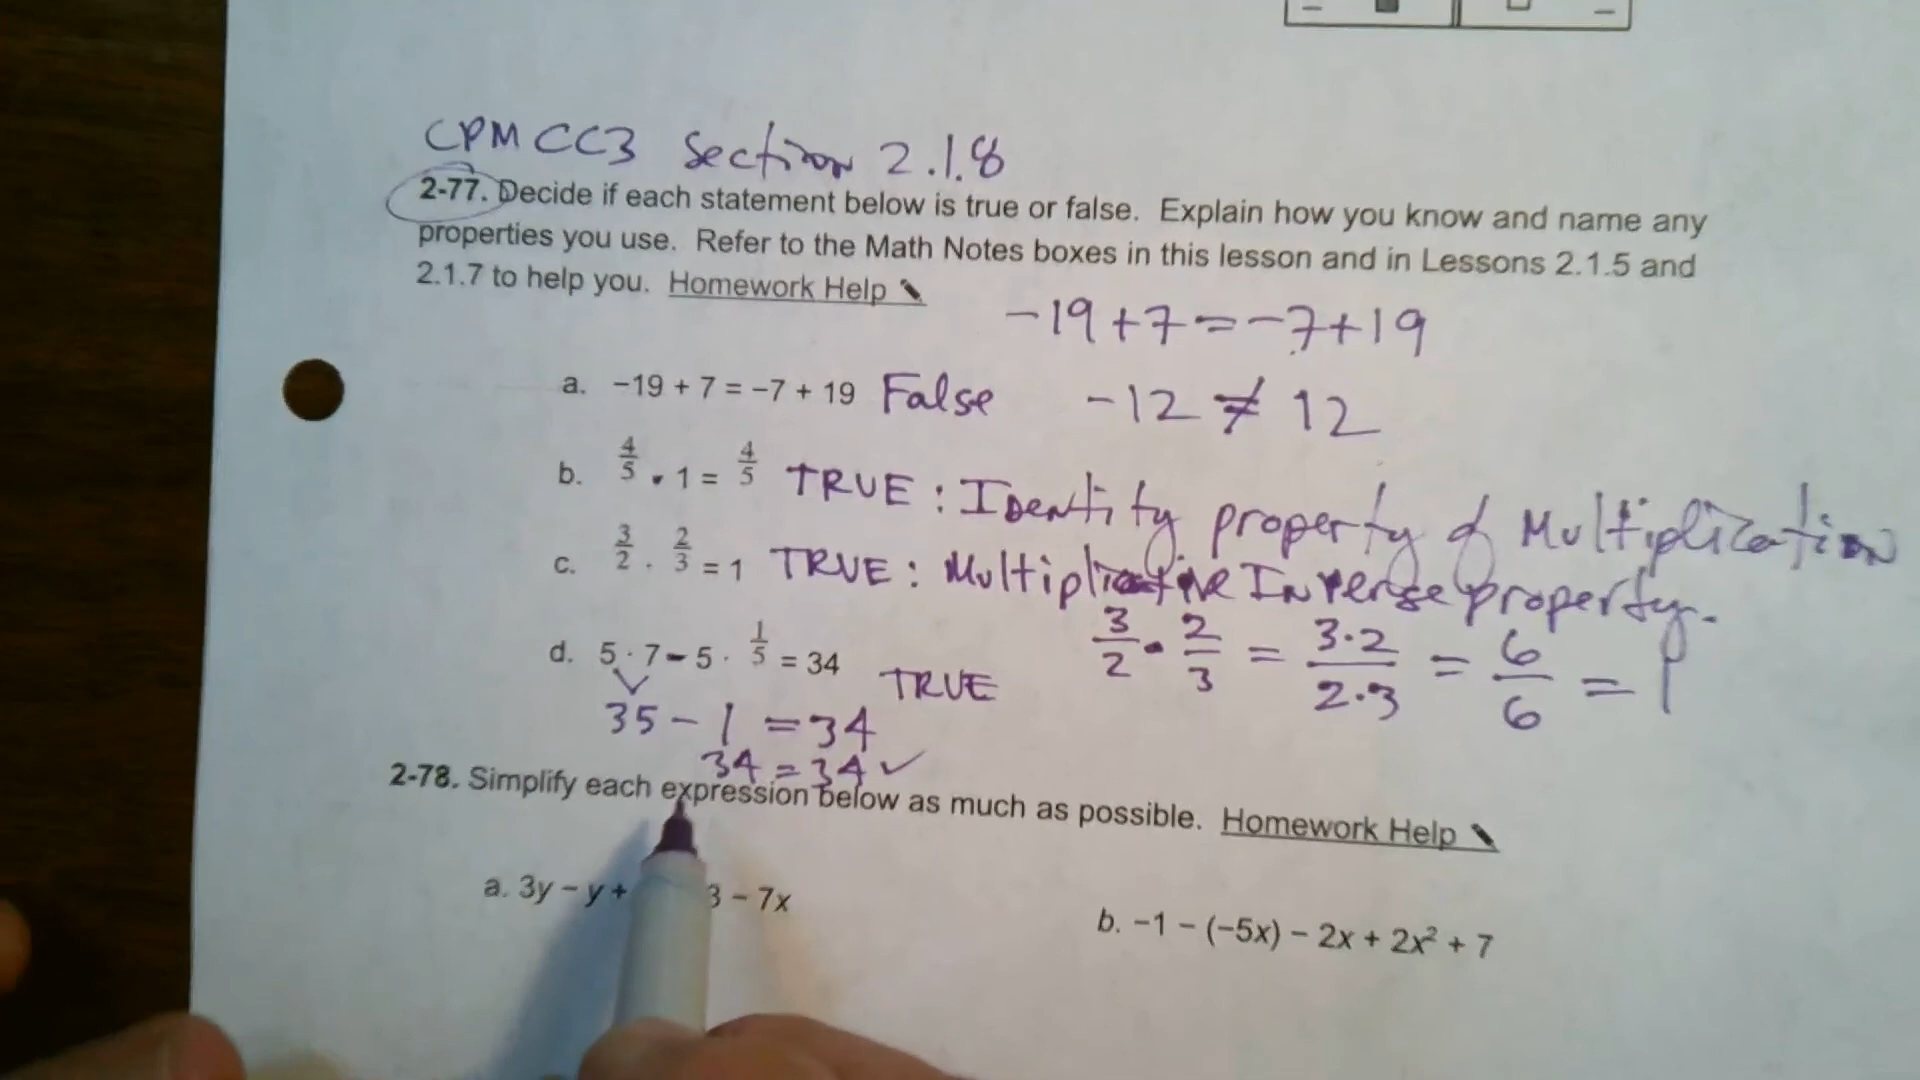 CPM CC3 Section 2.1.8
2-77. Decide if each statement below is true or false. Explain how you know and name any
properties you use. Refer to the Math Notes boxes in this lesson and in Lessons 2.1.5 and
2.1.7 to help you. Homework Help ✎
-19+7=-7+19
a. −19 + 7 = −7 + 19 False -12 ≠ 12
b. 4/5 · 1 = 4/5 TRUE : Identity property of Multiplication
c. 3/2 · 2/3 = 1 TRUE : Multiplicative Inverse property.
3/2 · 2/3 = 3·2/2·3 = 6/6 = 1
d. 5 · 7 − 5 · 1/5 = 34 TRUE
35 - 1 = 34
34 = 34 ✓
2-78. Simplify each expression below as much as possible. Homework Help ✎
a. 3y − y + 3 − 7x
b. −1 − (−5x) − 2x + 2x² + 7